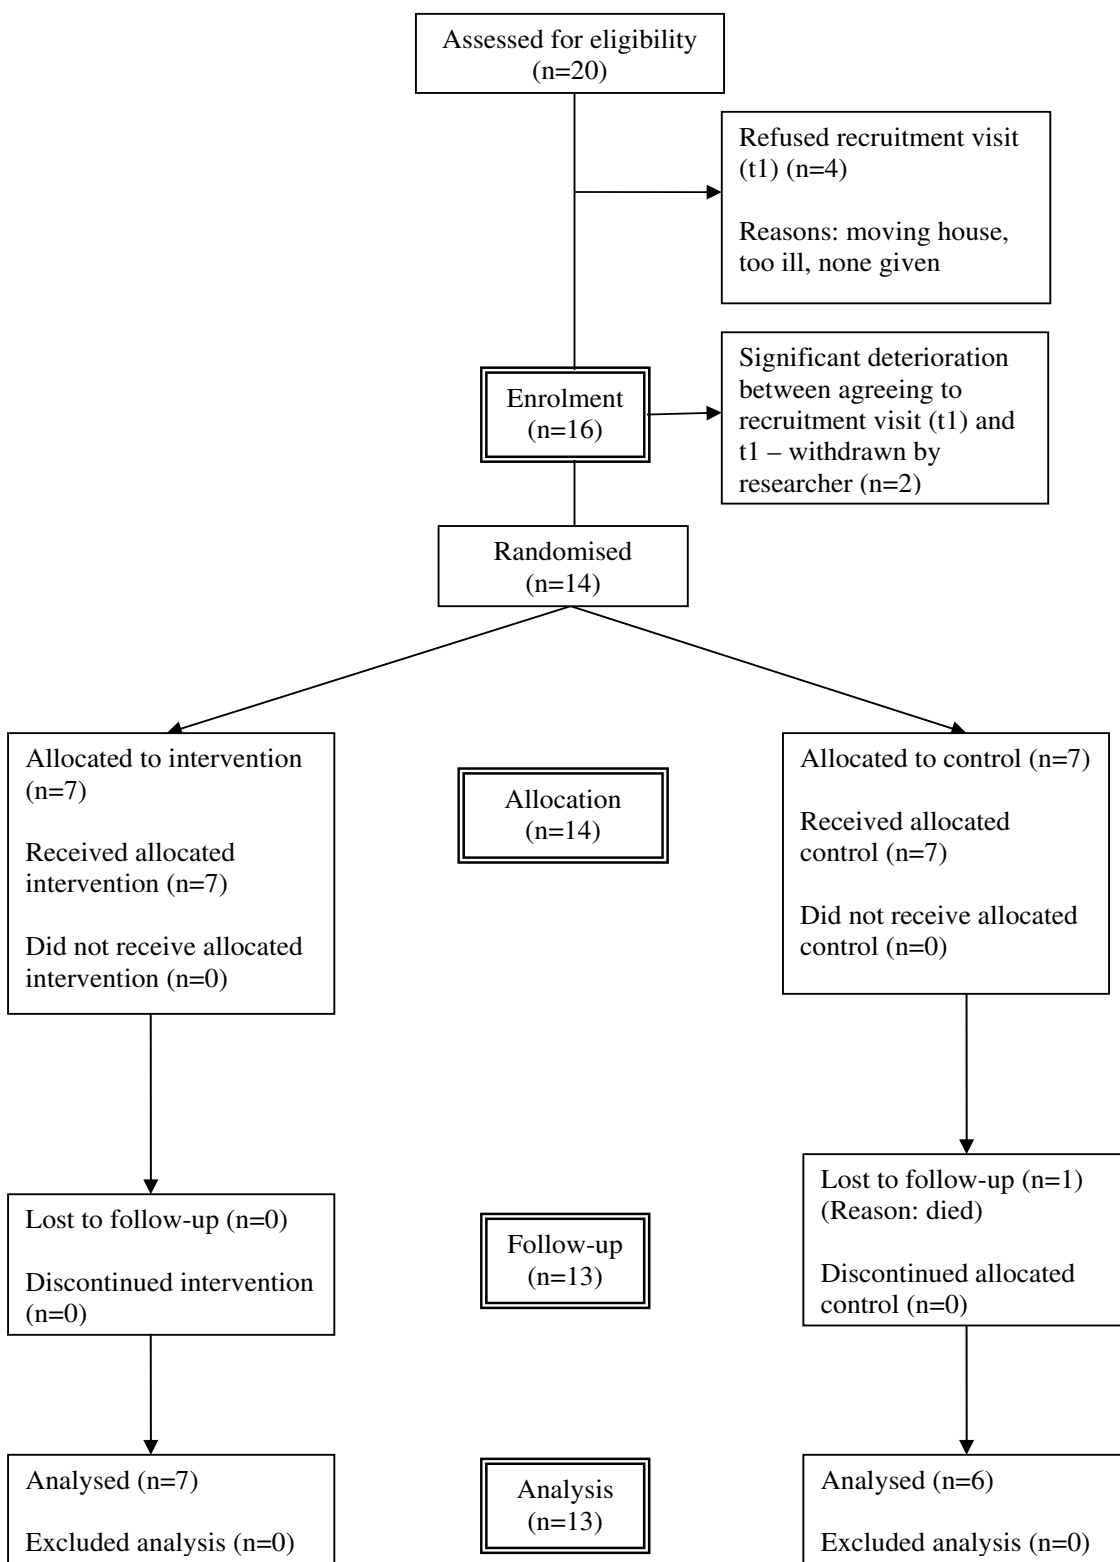 Assessed for eligibility
(n=20)
Refused recruitment visit
(t1) (n=4)
Reasons: moving house,
too ill, none given
Enrolment
(n=16)
Significant deterioration
between agreeing to
recruitment visit (t1) and
t1 – withdrawn by
researcher (n=2)
Randomised
(n=14)
Allocated to intervention
(n=7)
Received allocated
intervention (n=7)
Did not receive allocated
intervention (n=0)
Allocation
(n=14)
Allocated to control (n=7)
Received allocated
control (n=7)
Did not receive allocated
control (n=0)
Lost to follow-up (n=0)
Discontinued intervention
(n=0)
Follow-up
(n=13)
Lost to follow-up (n=1)
(Reason: died)
Discontinued allocated
control (n=0)
Analysed (n=7)
Excluded analysis (n=0)
Analysis
(n=13)
Analysed (n=6)
Excluded analysis (n=0)